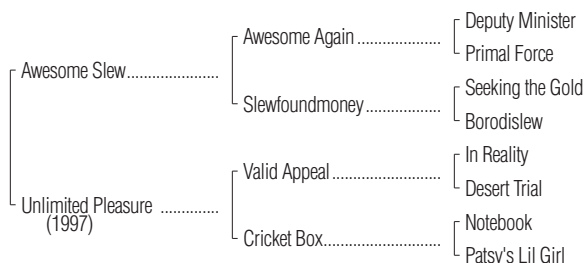 Deputy Minister
Awesome Again
Primal Force
Awesome Slew
Seeking the Gold
Slewfoundmoney
Borodislew
In Reality
Valid Appeal
Desert Trial
Unlimited Pleasure
(1997)
Notebook
Cricket Box
Patsy's Lil Girl